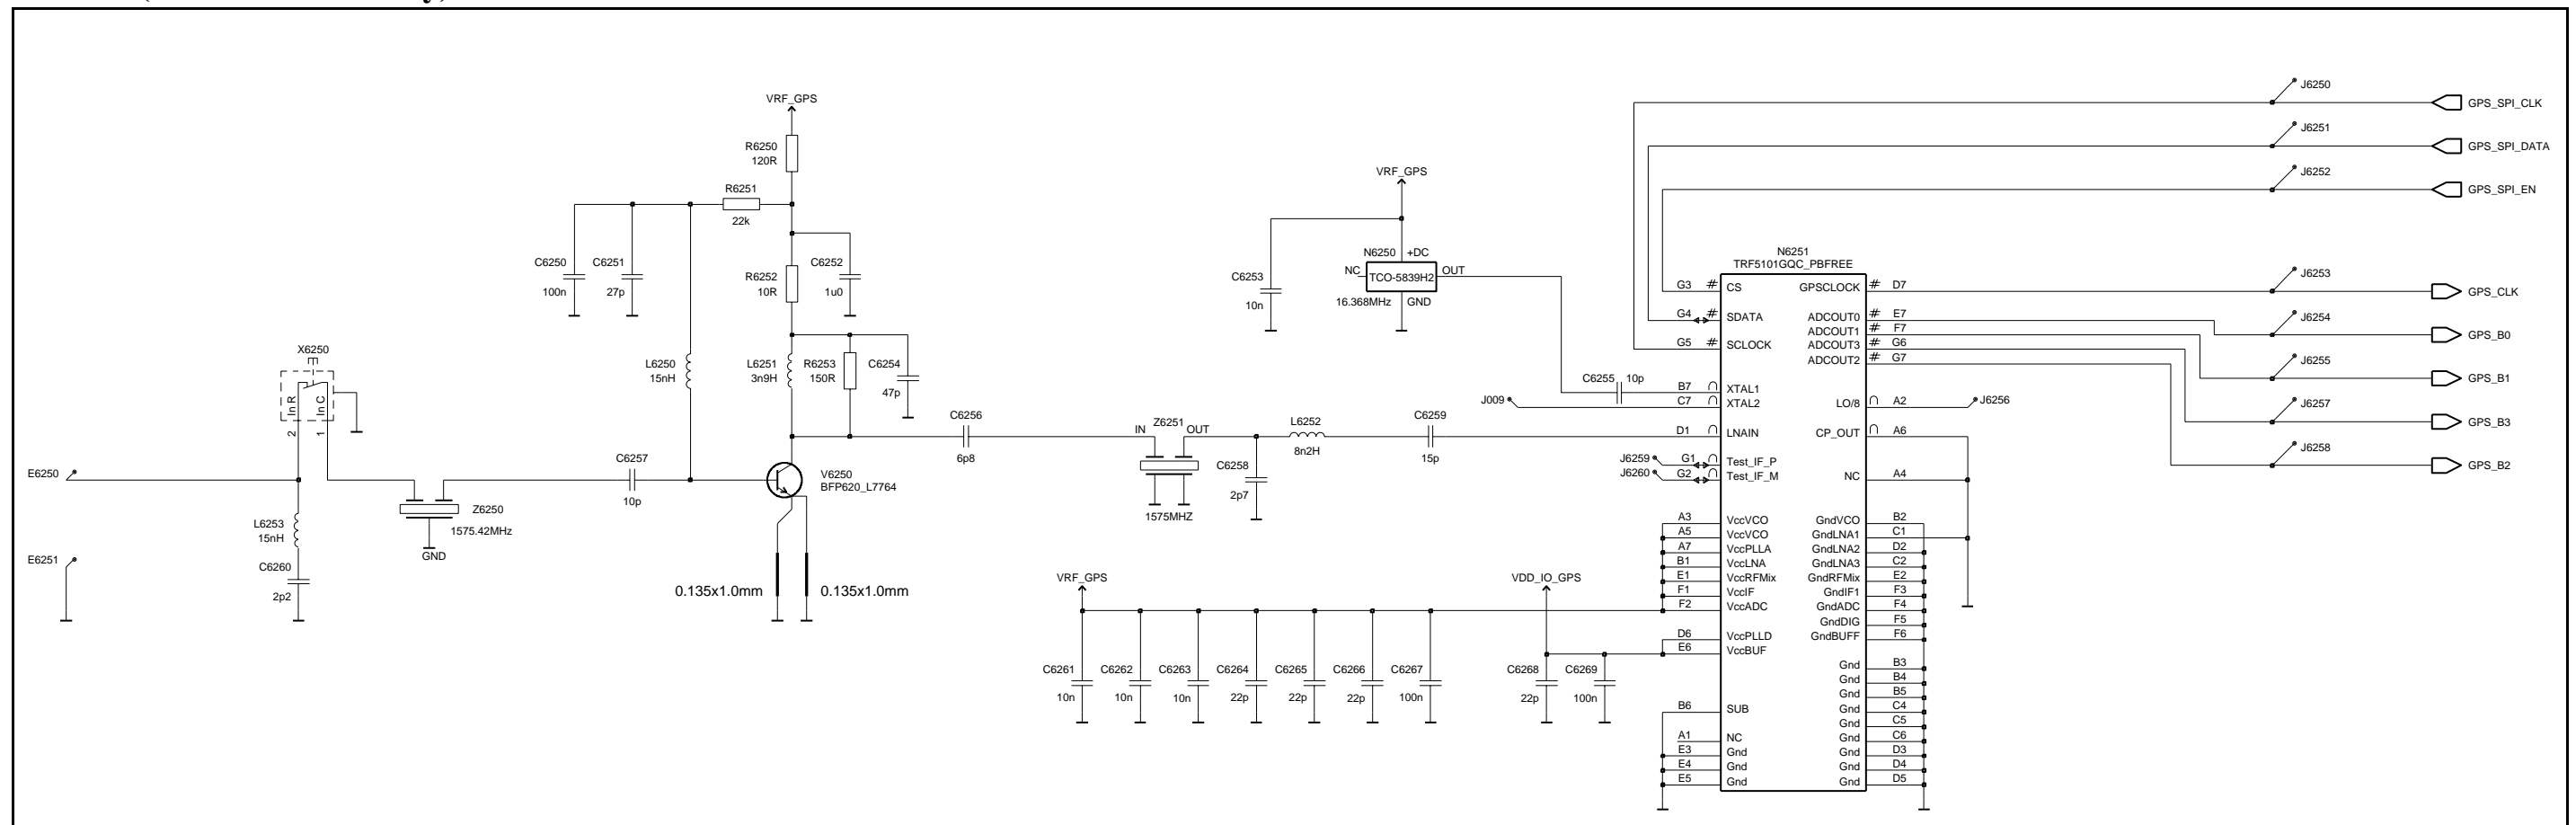 VRF_GPS
R6250
120R
R6251
22k
C6250
100n
C6251
27p
R6252
10R
C6252
1u0
X6250
In R
In C
2
1
L6250
15nH
L6251
3n9H
R6253
150R
C6254
47p
E6250
L6253
15nH
C6260
2p2
E6251
Z6250
1575.42MHz
GND
C6257
10p
V6250
BFP620_L7764
0.135x1.0mm
0.135x1.0mm
C6256
6p8
IN
Z6251
OUT
1575MHZ
C6258
2p7
L6252
8n2H
C6259
15p
VRF_GPS
C6253
10n
N6250
+DC
NC
TCO-5839H2
OUT
16.368MHz
GND
C6255
10p
J009
J6259
J6260
VRF_GPS
C6261
10n
C6262
10n
C6263
10n
C6264
22p
C6265
22p
C6266
22p
C6267
100n
VDD_IO_GPS
C6268
22p
C6269
100n
N6251
TRF5101GQC_PBFREE
G3 # CS
G4 # SDATA
G5 # SCLOCK
B7 XTAL1
C7 XTAL2
D1 LNAIN
G1 Test_IF_P
G2 Test_IF_M
A3 VccVCO
A5 VccVCO
A7 VccPLLA
B1 VccLNA
E1 VccRFMix
F1 VccIF
F2 VccADC
D6 VccPLLD
E6 VccBUF
B6 SUB
A1 NC
E3 Gnd
E4 Gnd
E5 Gnd
GPSCLOCK # D7
ADCOUT0 # E7
ADCOUT1 # F7
ADCOUT3 # G6
ADCOUT2 # G7
LO/8 A2
CP_OUT A6
NC A4
GndVCO B2
GndLNA1 C1
GndLNA2 D2
GndLNA3 C2
GndRFMix E2
GndIF1 F3
GndADC F4
GndDIG F5
GndBUFF F6
Gnd B3
Gnd B4
Gnd B5
Gnd C4
Gnd C5
Gnd C6
Gnd D3
Gnd D4
Gnd D5
J6256
J6250
GPS_SPI_CLK
J6251
GPS_SPI_DATA
J6252
GPS_SPI_EN
J6253
GPS_CLK
J6254
GPS_B0
J6255
GPS_B1
J6257
GPS_B3
J6258
GPS_B2